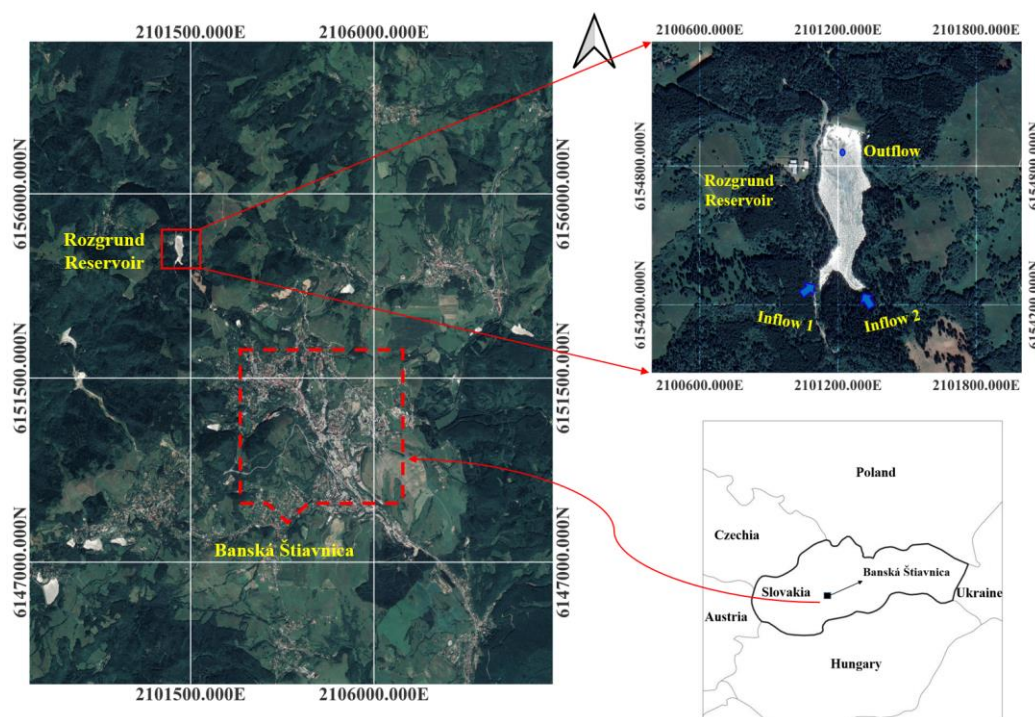 2101500.000E
2106000.000E
6156000.000N
6151500.000N
6147000.000N
6156000.000N
6151500.000N
6147000.000N
Rozgrund
Reservoir
Banská Štiavnica
2101500.000E
2106000.000E
2100600.000E
2101200.000E
2101800.000E
6154800.000N
6154200.000N
6154800.000N
6154200.000N
Outflow
Rozgrund
Reservoir
Inflow 1
Inflow 2
2100600.000E
2101200.000E
2101800.000E
Poland
Czechia
Banská Štiavnica
Slovakia
Ukraine
Austria
Hungary